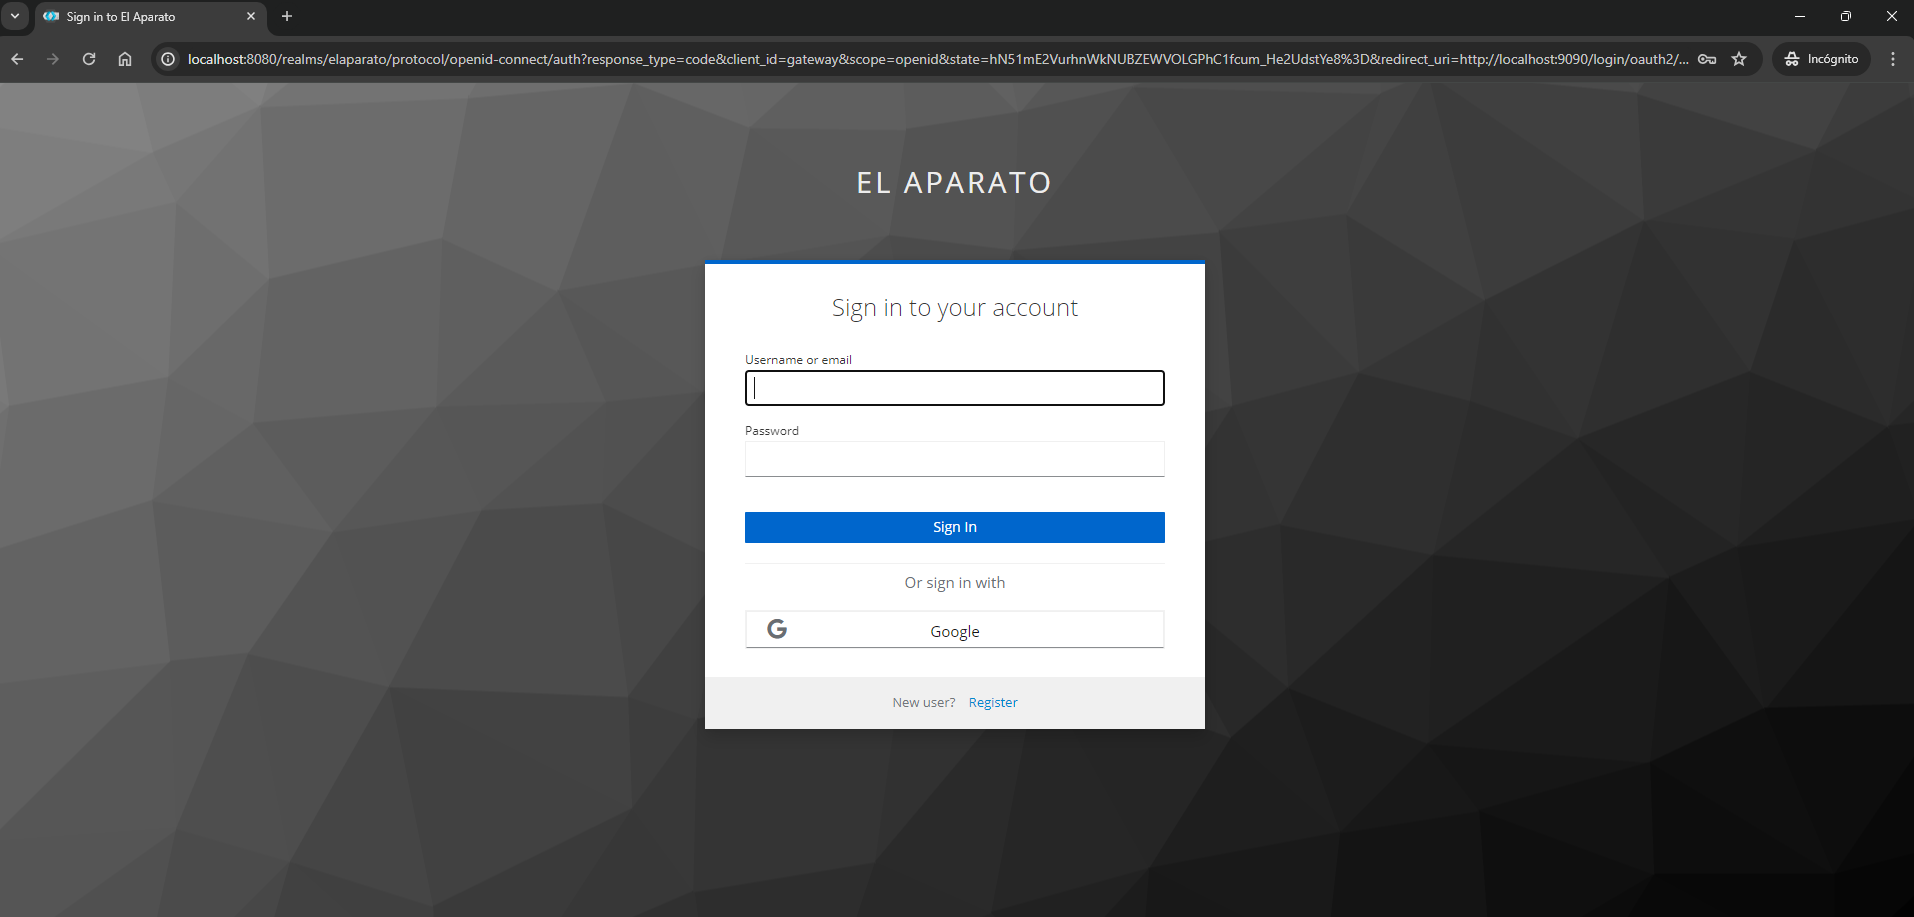 Sign in to El Aparato
localhost:8080/realms/elaparato/protocol/openid-connect/auth?response_type=code&client_id=gateway&scope=openid&state=hN51mE2VurhnWkNUBZEWVOLGPhC1fcum_He2UdstYe8%3D&redirect_uri=http://localhost:9090/login/oauth2/...
Incógnito
EL APARATO
Sign in to your account
Username or email
Password
Sign In
Or sign in with
G Google
New user? Register